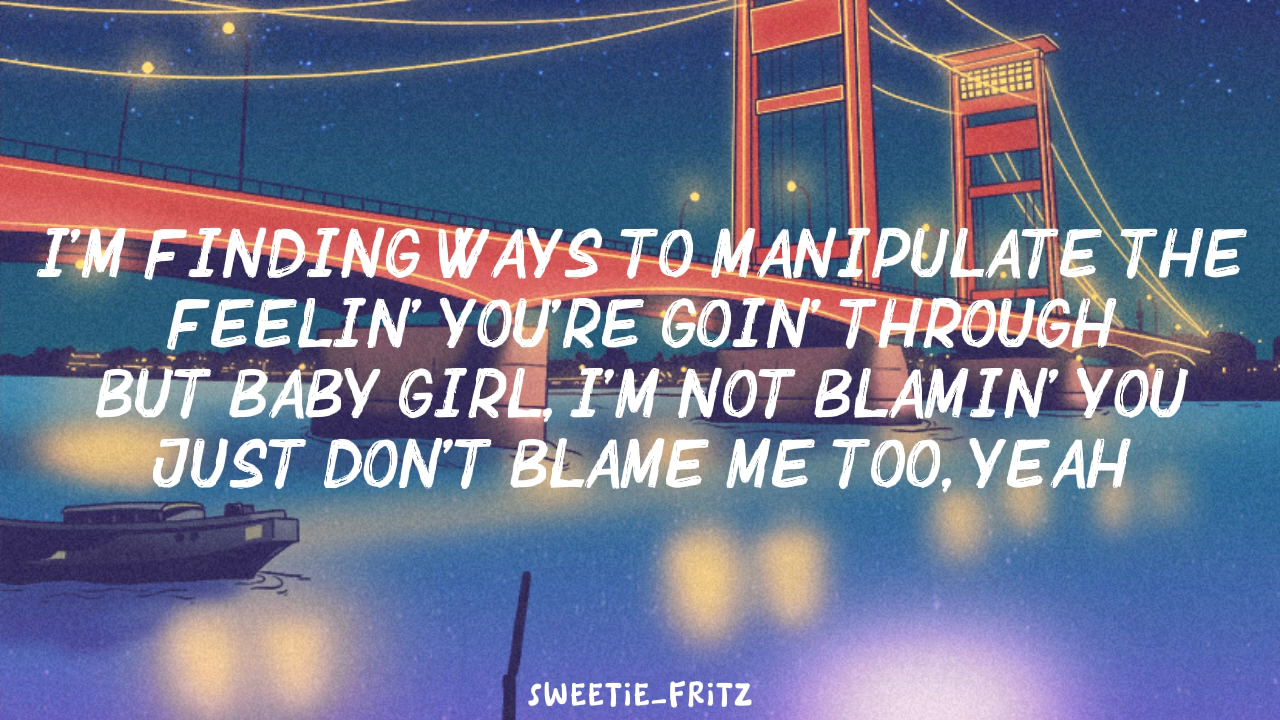 I'M FINDING WAYS TO MANIPULATE THE
FEELIN' YOU'RE GOIN' THROUGH
BUT BABY GIRL, I'M NOT BLAMIN' YOU
JUST DON'T BLAME ME TOO, YEAH
SWEETiE_FRiTZ